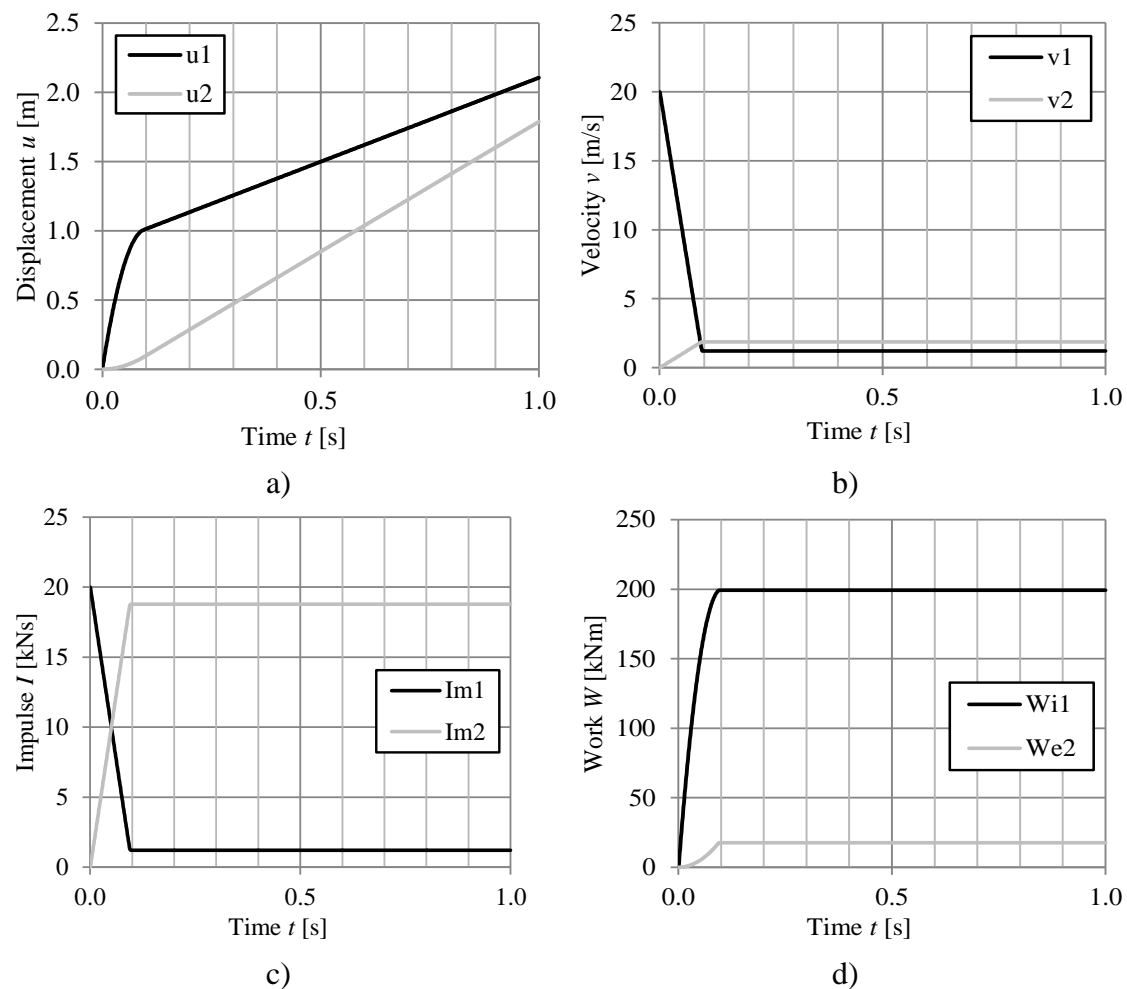 2.5
2.0
1.5
1.0
0.5
0.0
Displacement u [m]
u1
u2
0.0 0.5 1.0
Time t [s]
a)
25
20
15
10
5
0
Velocity v [m/s]
v1
v2
0.0 0.5 1.0
Time t [s]
b)
25
20
15
10
5
0
Impulse I [kNs]
Im1
Im2
0.0 0.5 1.0
Time t [s]
c)
250
200
150
100
50
0
Work W [kNm]
Wi1
We2
0.0 0.5 1.0
Time t [s]
d)